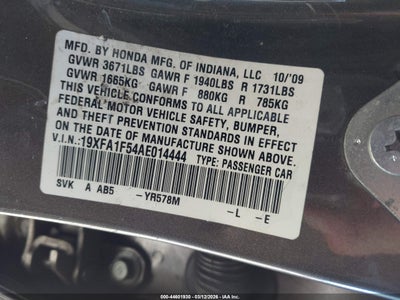 MFD. BY HONDA MFG. OF INDIANA, LLC 10/'09
GVWR 3671LBS GAWR F 1940LBS R 1731LBS
GVWR 1665KG GAWR F 880KG R 785KG
THIS VEHICLE CONFORMS TO ALL APPLICABLE
FEDERAL MOTOR VEHICLE SAFETY, BUMPER,
AND THEFT PREVENTION STANDARDS IN EFFECT
ON THE DATE OF MANUFACTURE SHOWN ABOVE.
V.I.N.: 19XFA1F54AE014444 TYPE: PASSENGER CAR
SVK A AB5 -YR578M -L -E
000-44601930 - 03/12/2026 - © IAA Inc.